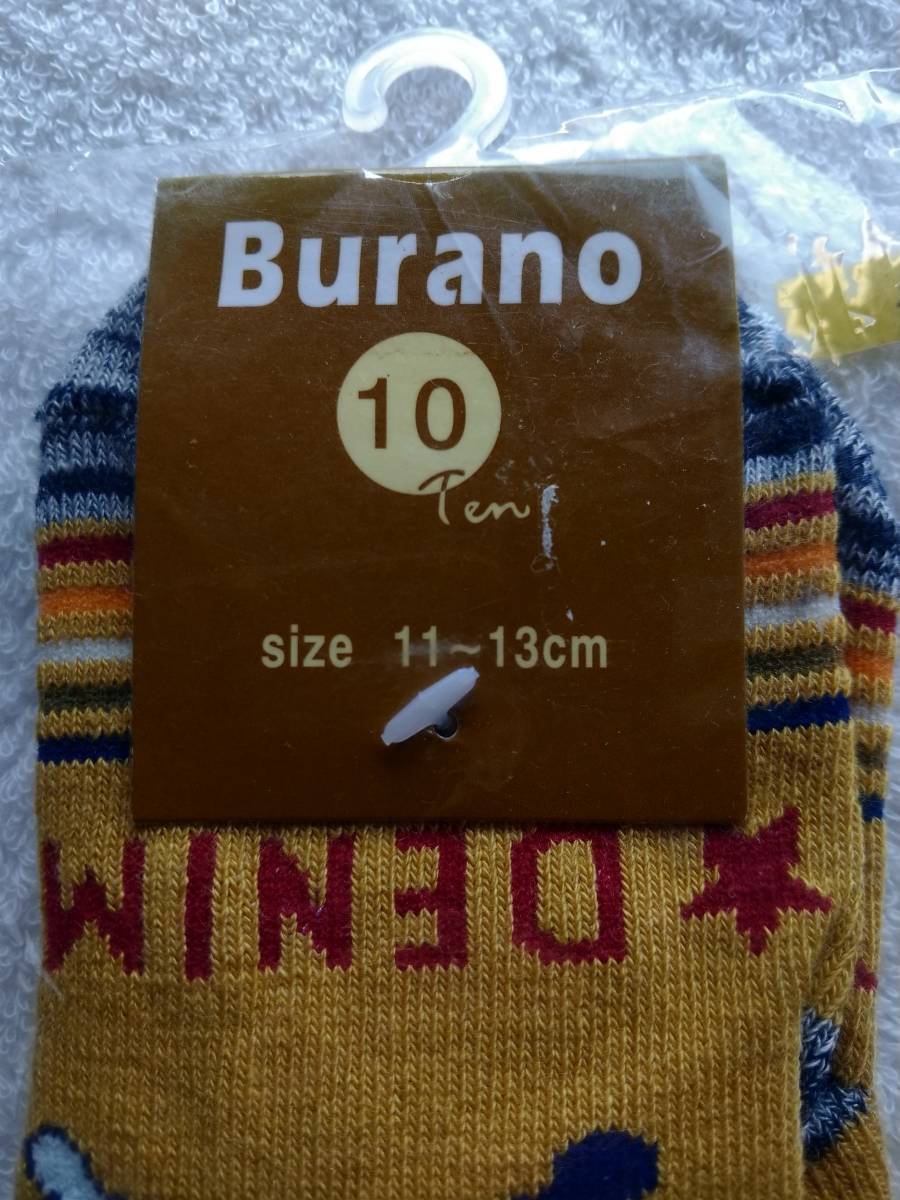 Burano
10
Ten
size 11~13cm
DENIM